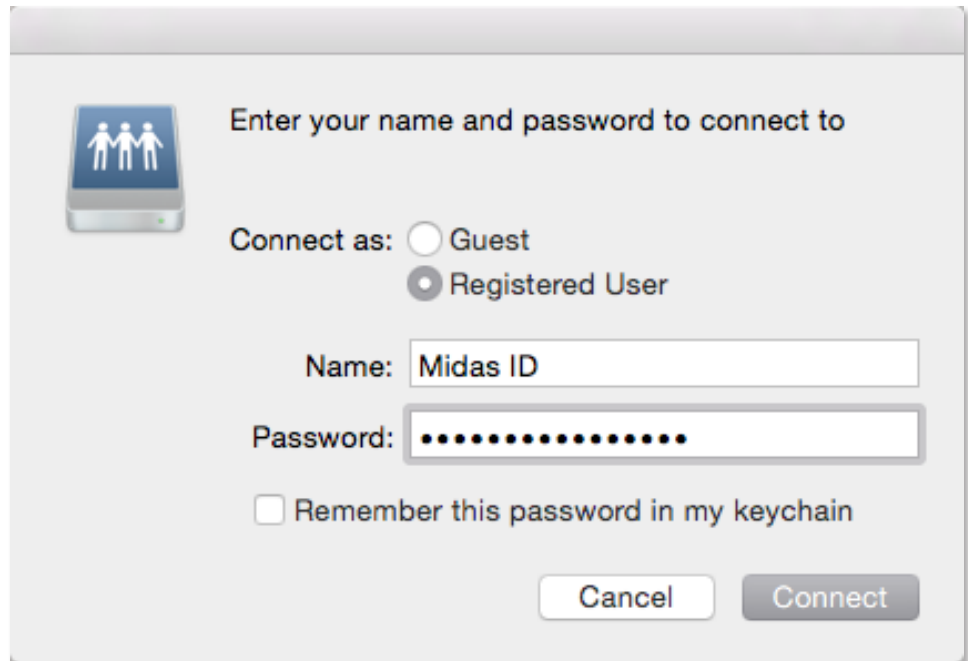 Enter your name and password to connect to
Connect as: Guest
Registered User
Name: Midas ID
Password: ••••••••••••••••
Remember this password in my keychain
Cancel Connect